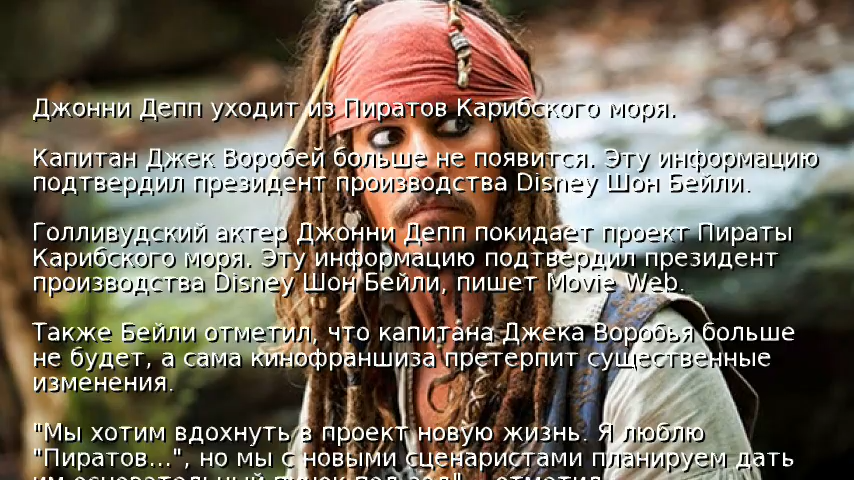 Джонни Депп уходит из Пиратов Карибского моря.
Капитан Джек Воробей больше не появится. Эту информацию
подтвердил президент производства Disney Шон Бейли.
Голливудский актер Джонни Депп покидает проект Пираты
Карибского моря. Эту информацию подтвердил президент
производства Disney Шон Бейли, пишет Movie Web.
Также Бейли отметил, что капитана Джека Воробья больше
не будет, а сама кинофраншиза претерпит существенные
изменения.
"Мы хотим вдохнуть в проект новую жизнь. Я люблю
"Пиратов...", но мы с новыми сценаристами планируем дать